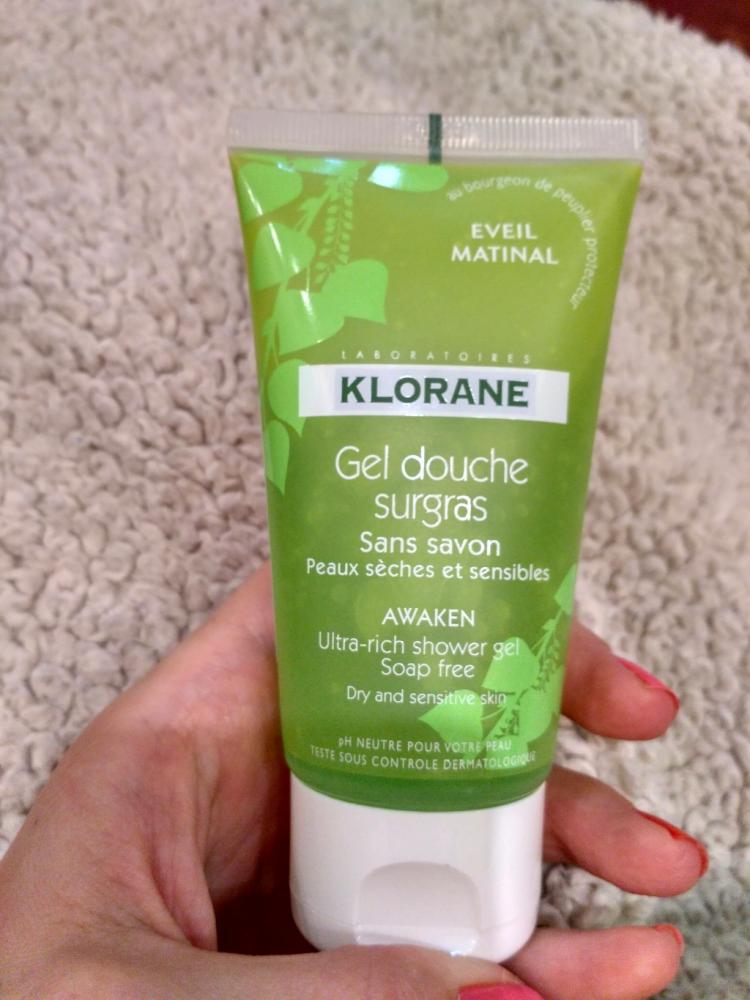 au bourgeon de peuplier protecteur
EVEIL
MATINAL
LABORATOIRES
KLORANE
Gel douche
surgras
Sans savon
Peaux sèches et sensibles
AWAKEN
Ultra-rich shower gel
Soap free
Dry and sensitive skin
pH NEUTRE POUR VOTRE PEAU
TESTE SOUS CONTROLE DERMATOLOGIQUE